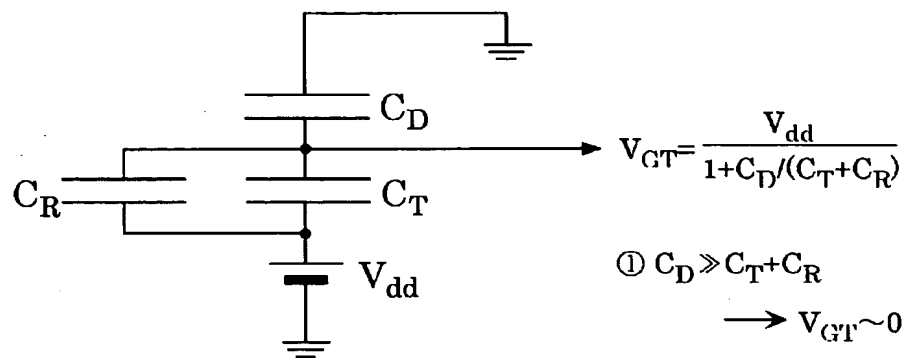 C_D
V_GT= V_dd / 1+C_D/(C_T+C_R)
C_R
C_T
V_dd
① C_D≫C_T+C_R
→ V_GT~0